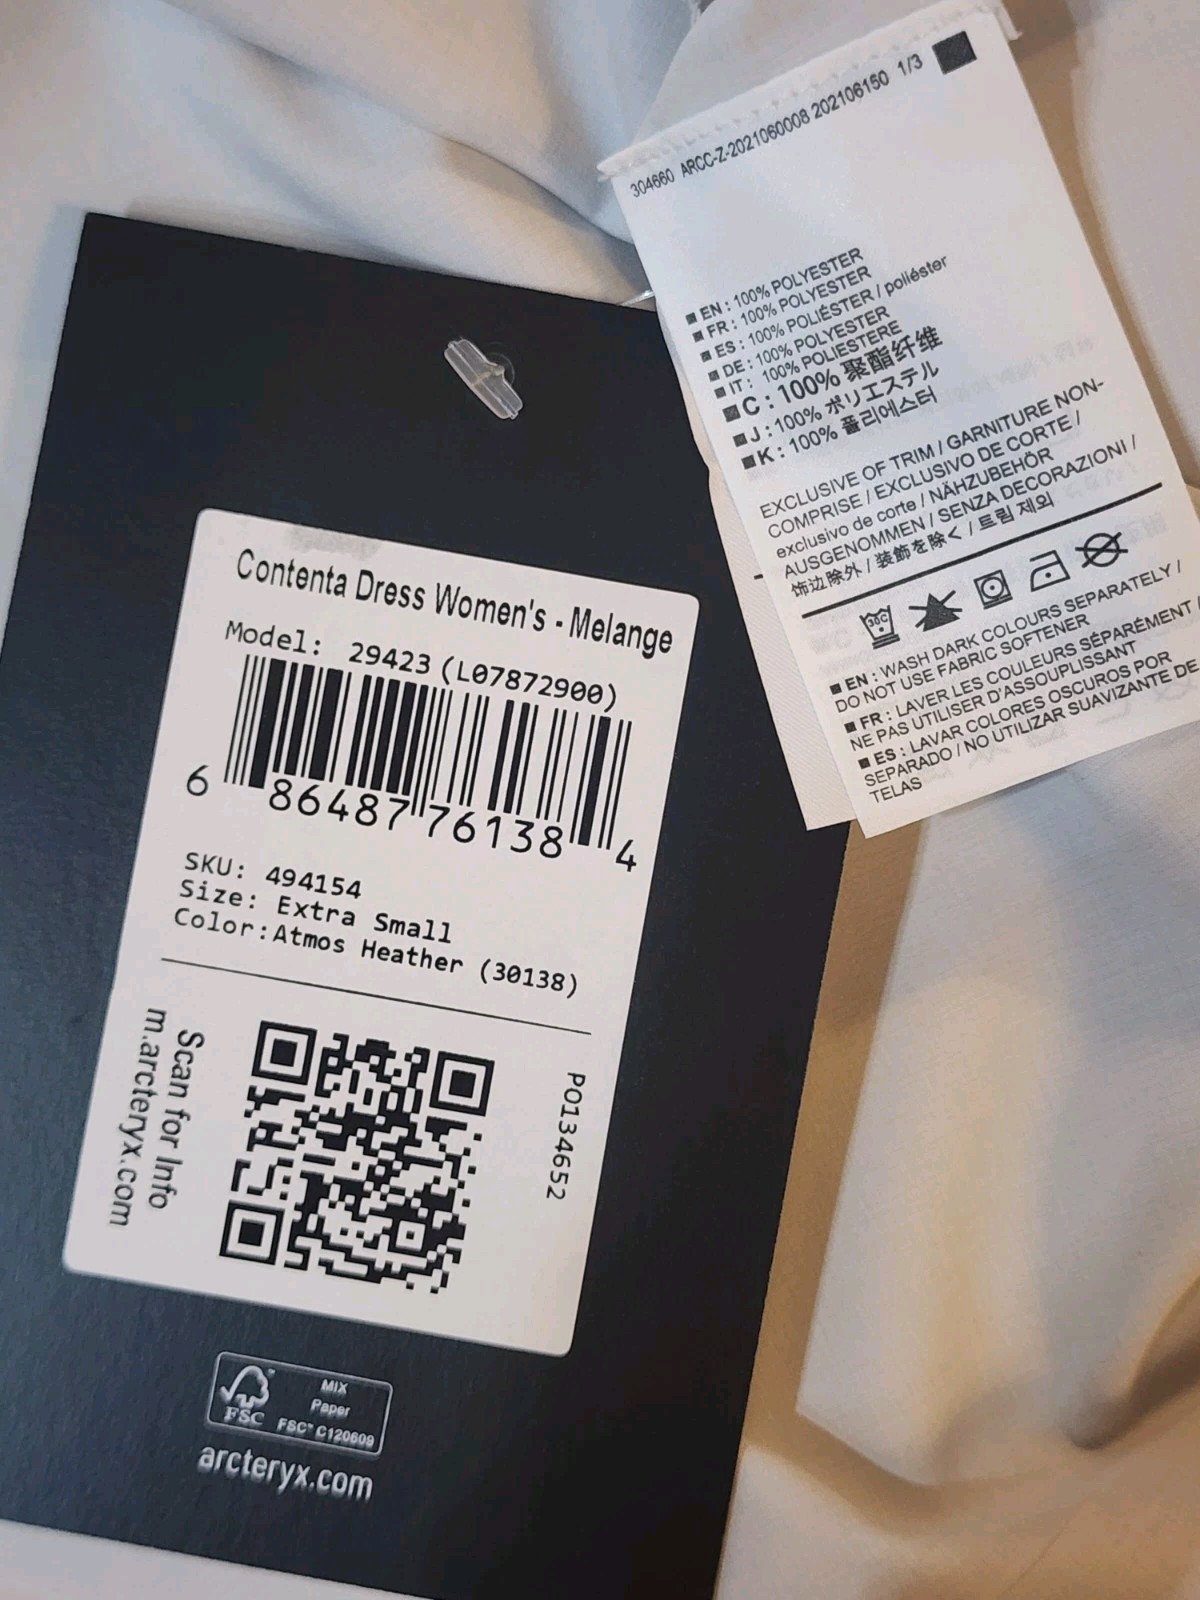 304660 ARCC-Z-2021060008 202106150 1/3
EN : 100% POLYESTER
FR : 100% POLYESTER
ES : 100% POLIÉSTER / poliéster
DE : 100% POLYESTER
IT : 100% POLIESTERE
C : 100% 聚酯纤维
J : 100% ポリエステル
K : 100% 폴리에스터
EXCLUSIVE OF TRIM / GARNITURE NON-
COMPRISE / EXCLUSIVO DE CORTE /
exclusivo de corte / NÄHZUBEHÖR
AUSGENOMMEN / SENZA DECORAZIONI /
饰边除外 / 装飾を除く / 트림 제외
30C
EN : WASH DARK COLOURS SEPARATELY /
DO NOT USE FABRIC SOFTENER
FR : LAVER LES COULEURS SÉPARÉMENT /
NE PAS UTILISER D'ASSOUPLISSANT
ES : LAVAR COLORES OSCUROS POR
SEPARADO / NO UTILIZAR SUAVIZANTE DE
TELAS
Contenta Dress Women's - Melange
Model: 29423 (L07872900)
6 86487 76138 4
SKU: 494154
Size: Extra Small
Color:Atmos Heather (30138)
Scan for Info
m.arcteryx.com
PO134652
FSC
MIX
Paper
FSC® C120609
arcteryx.com